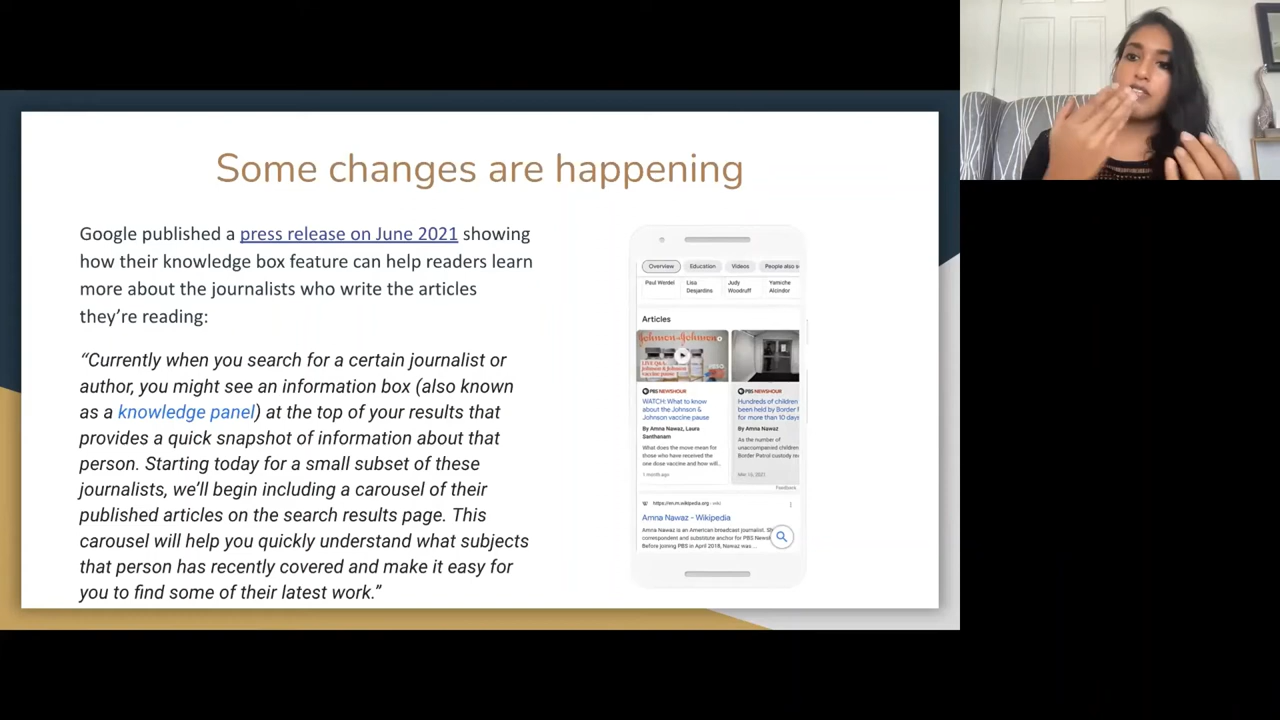 Some changes are happening
Google published a press release on June 2021 showing
how their knowledge box feature can help readers learn
more about the journalists who write the articles
they’re reading:
“Currently when you search for a certain journalist or
author, you might see an information box (also known
as a knowledge panel) at the top of your results that
provides a quick snapshot of information about that
person. Starting today for a small subset of these
journalists, we’ll begin including a carousel of their
published articles on the search results page. This
carousel will help you quickly understand what subjects
that person has recently covered and make it easy for
you to find some of their latest work.”
Overview Education Videos People also s
Paul Werdel Lisa Judy Yamiche
Desjardins Woodruff Alcindor
Articles
Johnson & Johnson
LIVE Q&A:
Johnson & Johnson
vaccine pause
PBS NEWSHOUR
WATCH: What to know
about the Johnson &
Johnson vaccine pause
By Amna Nawaz, Laura
Santhanam
What does the move mean for
those who have received the
one dose vaccine and how will...
1 month ago
PBS NEWSHOUR
Hundreds of children
been held by Border P
for more than 10 days
By Amna Nawaz
As the number of
unaccompanied children
Border Patrol custody re
Mar 16, 2021
Feedback
W https://en.m.wikipedia.org › wiki
Amna Nawaz - Wikipedia
Amna Nawaz is an American broadcast journalist. Sh
correspondent and substitute anchor for PBS News
Before joining PBS in April 2018, Nawaz was...